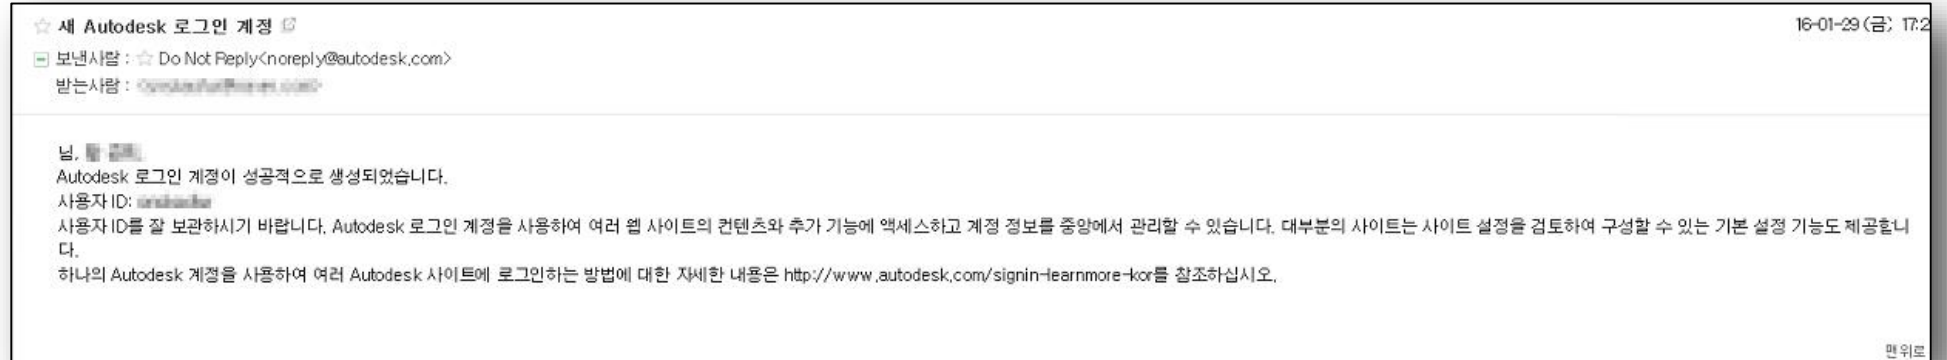 새 Autodesk 로그인 계정
16-01-29 (금) 17:2
보낸사람 : Do Not Reply<noreply@autodesk.com>
받는사람 :
님,
Autodesk 로그인 계정이 성공적으로 생성되었습니다.
사용자 ID:
사용자 ID를 잘 보관하시기 바랍니다. Autodesk 로그인 계정을 사용하여 여러 웹 사이트의 컨텐츠와 추가 기능에 액세스하고 계정 정보를 중앙에서 관리할 수 있습니다. 대부분의 사이트는 사이트 설정을 검토하여 구성할 수 있는 기본 설정 기능도 제공합니
다.
하나의 Autodesk 계정을 사용하여 여러 Autodesk 사이트에 로그인하는 방법에 대한 자세한 내용은 http://www.autodesk.com/signin-learnmore-kor를 참조하십시오.
맨위로